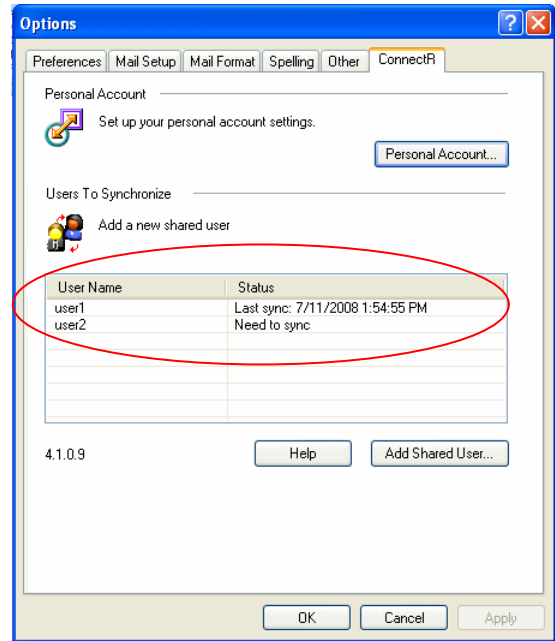 Options
Preferences Mail Setup Mail Format Spelling Other ConnectR
Personal Account
Set up your personal account settings.
Personal Account...
Users To Synchronize
Add a new shared user
User Name Status
user1 Last sync: 7/11/2008 1:54:55 PM
user2 Need to sync
4.1.0.9 Help Add Shared User...
OK Cancel Apply